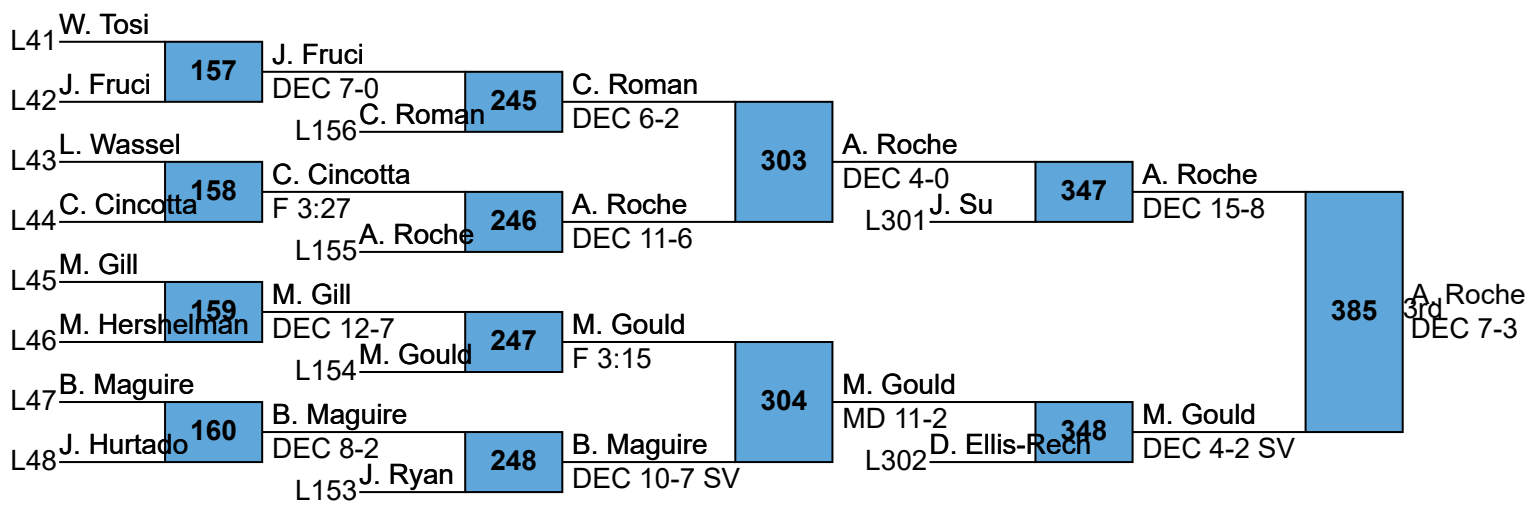 W. Tosi
L41
157
J. Fruci
DEC 7-0
J. Fruci
L42
245
C. Roman
DEC 6-2
C. Roman
L156
L. Wassel
L43
158
C. Cincotta
F 3:27
C. Cincotta
L44
246
A. Roche
DEC 11-6
A. Roche
L155
303
A. Roche
DEC 4-0
J. Su
L301
347
A. Roche
DEC 15-8
M. Gill
L45
159
M. Gill
DEC 12-7
M. Hershelman
L46
247
M. Gould
F 3:15
M. Gould
L154
B. Maguire
L47
160
B. Maguire
DEC 8-2
J. Hurtado
L48
248
B. Maguire
DEC 10-7 SV
J. Ryan
L153
304
M. Gould
MD 11-2
D. Ellis-Rech
L302
348
M. Gould
DEC 4-2 SV
385
A. Roche
3rd
DEC 7-3